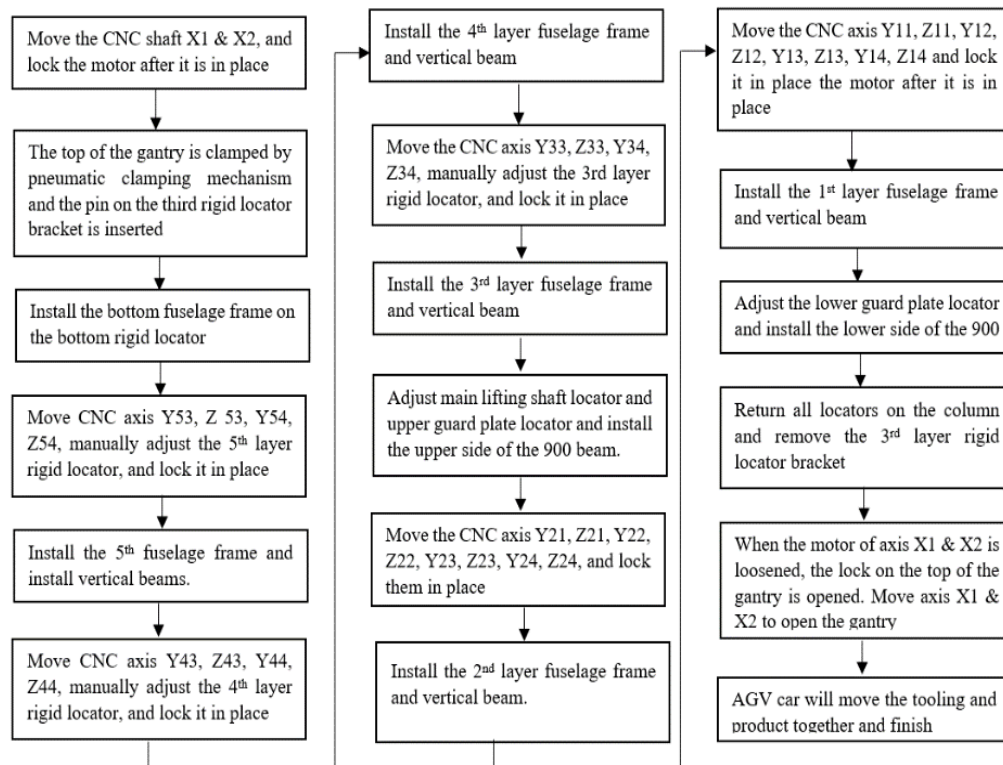 Move the CNC shaft X1 & X2, and
lock the motor after it is in place
The top of the gantry is clamped by
pneumatic clamping mechanism
and the pin on the third rigid locator
bracket is inserted
Install the bottom fuselage frame on
the bottom rigid locator
Move CNC axis Y53, Z 53, Y54,
Z54, manually adjust the 5th layer
rigid locator, and lock it in place
Install the 5th fuselage frame and
install vertical beams.
Move CNC axis Y43, Z43, Y44,
Z44, manually adjust the 4th layer
rigid locator, and lock it in place
Install the 4th layer fuselage frame
and vertical beam
Move the CNC axis Y33, Z33, Y34,
Z34, manually adjust the 3rd layer
rigid locator, and lock it in place
Install the 3rd layer fuselage frame
and vertical beam
Adjust main lifting shaft locator and
upper guard plate locator and install
the upper side of the 900 beam.
Move the CNC axis Y21, Z21, Y22,
Z22, Y23, Z23, Y24, Z24, and lock
them in place
Install the 2nd layer fuselage frame
and vertical beam.
Move the CNC axis Y11, Z11, Y12,
Z12, Y13, Z13, Y14, Z14 and lock
it in place the motor after it is in
place
Install the 1st layer fuselage frame
and vertical beam
Adjust the lower guard plate locator
and install the lower side of the 900
Return all locators on the column
and remove the 3rd layer rigid
locator bracket
When the motor of axis X1 & X2 is
loosened, the lock on the top of the
gantry is opened. Move axis X1 &
X2 to open the gantry
AGV car will move the tooling and
product together and finish